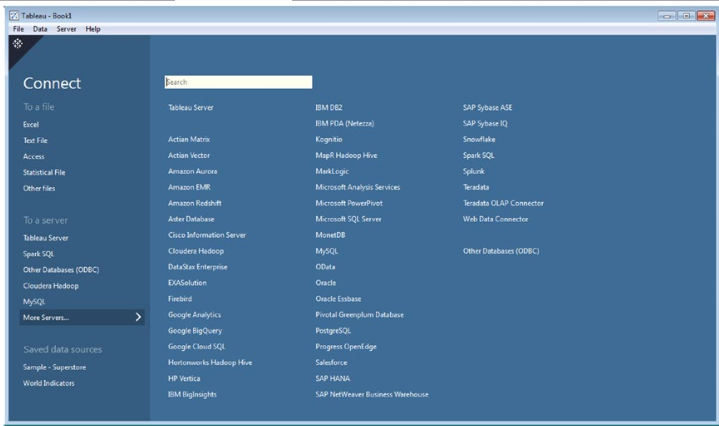 Tableau - Book1
File Data Server Help
Connect
To a file
Excel
Text File
Access
Statistical File
Other files
To a server
Tableau Server
Spark SQL
Other Databases (ODBC)
Cloudera Hadoop
MySQL
More Servers...
Saved data sources
Sample - Superstore
World Indicators
Search
Tableau Server
Actian Matrix
Actian Vector
Amazon Aurora
Amazon EMR
Amazon Redshift
Aster Database
Cisco Information Server
Cloudera Hadoop
DataStax Enterprise
EXASolution
Firebird
Google Analytics
Google BigQuery
Google Cloud SQL
Hortonworks Hadoop Hive
HP Vertica
IBM BigInsights
IBM DB2
IBM PDA (Netezza)
Kognitio
MapR Hadoop Hive
MarkLogic
Microsoft Analysis Services
Microsoft PowerPivot
Microsoft SQL Server
MonetDB
MySQL
OData
Oracle
Oracle Essbase
Pivotal Greenplum Database
PostgreSQL
Progress OpenEdge
Salesforce
SAP HANA
SAP NetWeaver Business Warehouse
SAP Sybase ASE
SAP Sybase IQ
Snowflake
Spark SQL
Splunk
Teradata
Teradata OLAP Connector
Web Data Connector
Other Databases (ODBC)